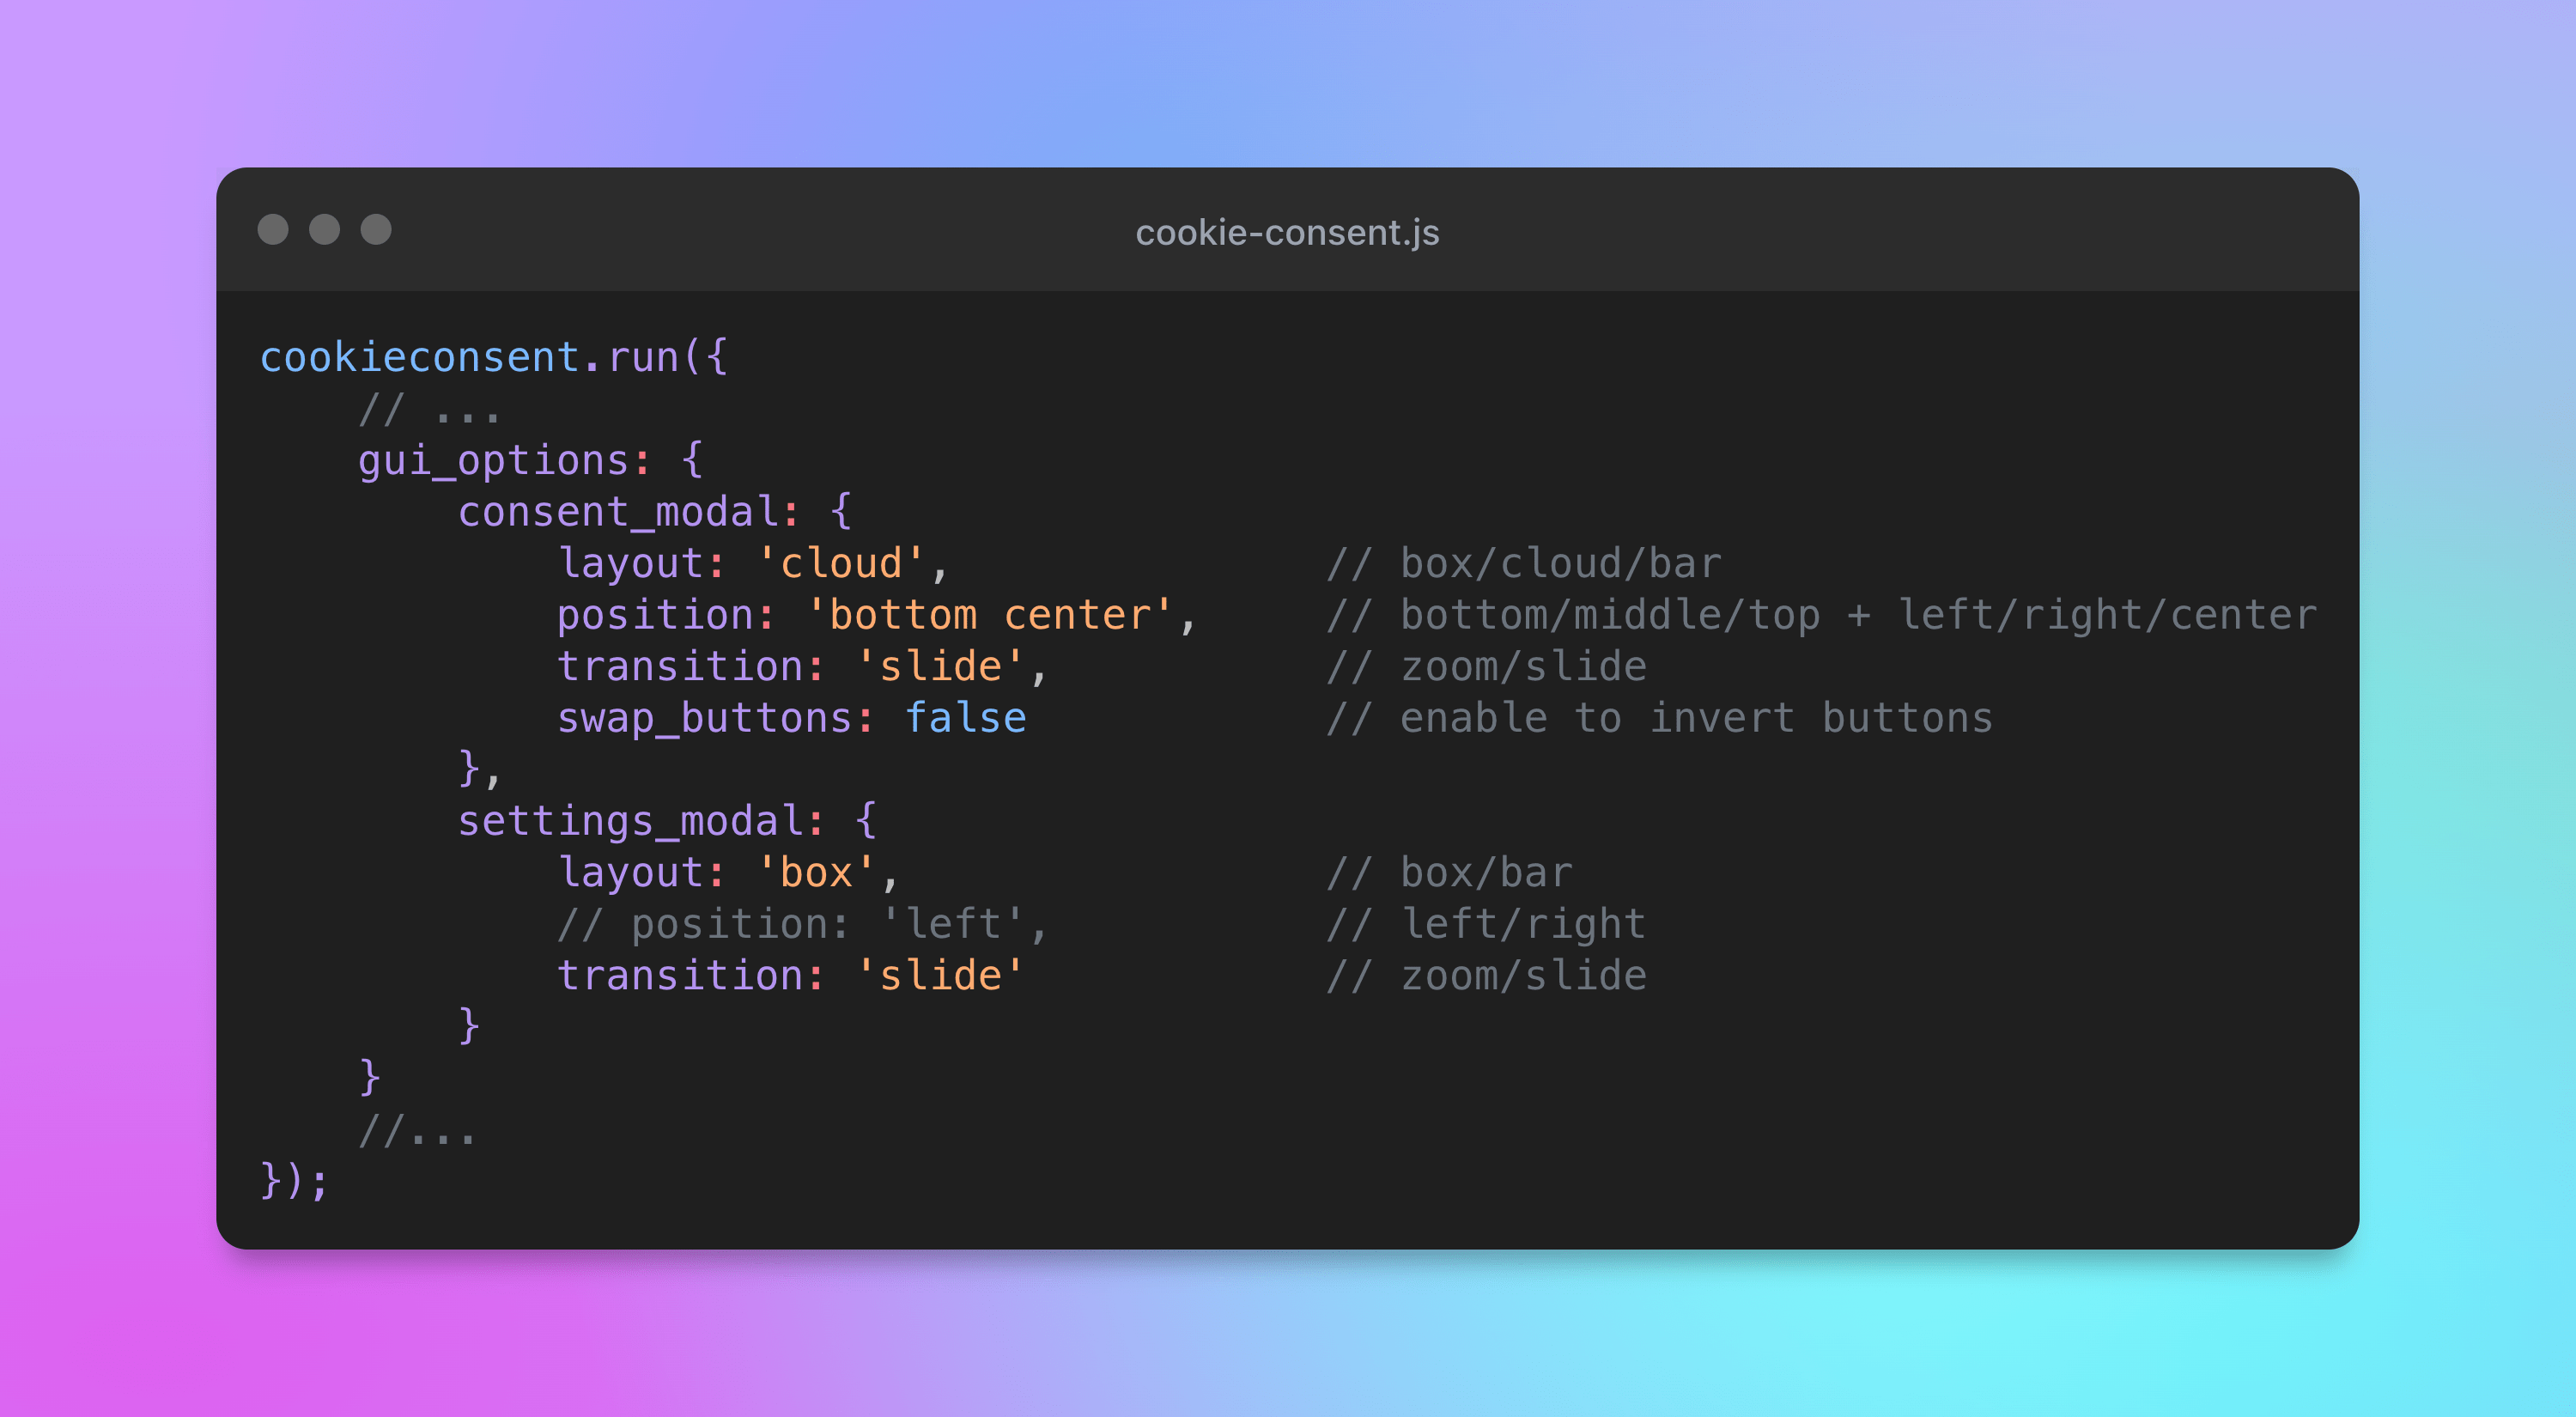 cookie-consent.js
cookieconsent.run({
    // ...
    gui_options: {
        consent_modal: {
            layout: 'cloud',               // box/cloud/bar
            position: 'bottom center',     // bottom/middle/top + left/right/center
            transition: 'slide',           // zoom/slide
            swap_buttons: false            // enable to invert buttons
        },
        settings_modal: {
            layout: 'box',                 // box/bar
            // position: 'left',           // left/right
            transition: 'slide'            // zoom/slide
        }
    }
    //...
});